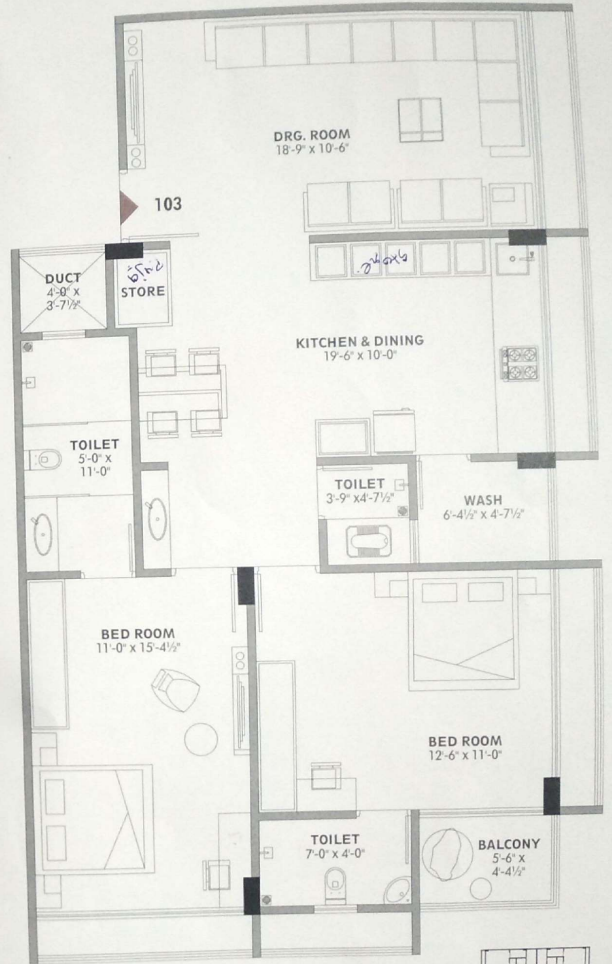 DRG. ROOM
18'-9" x 10'-6"
103
DUCT
4'-0" x
3'-7½"
STORE
KITCHEN & DINING
19'-6" x 10'-0"
TOILET
5'-0" x
11'-0"
TOILET
3'-9" x4'-7½"
WASH
6'-4½" x 4'-7½"
BED ROOM
11'-0" x 15'-4½"
BED ROOM
12'-6" x 11'-0"
TOILET
7'-0" x 4'-0"
BALCONY
5'-6" x
4'-4½"